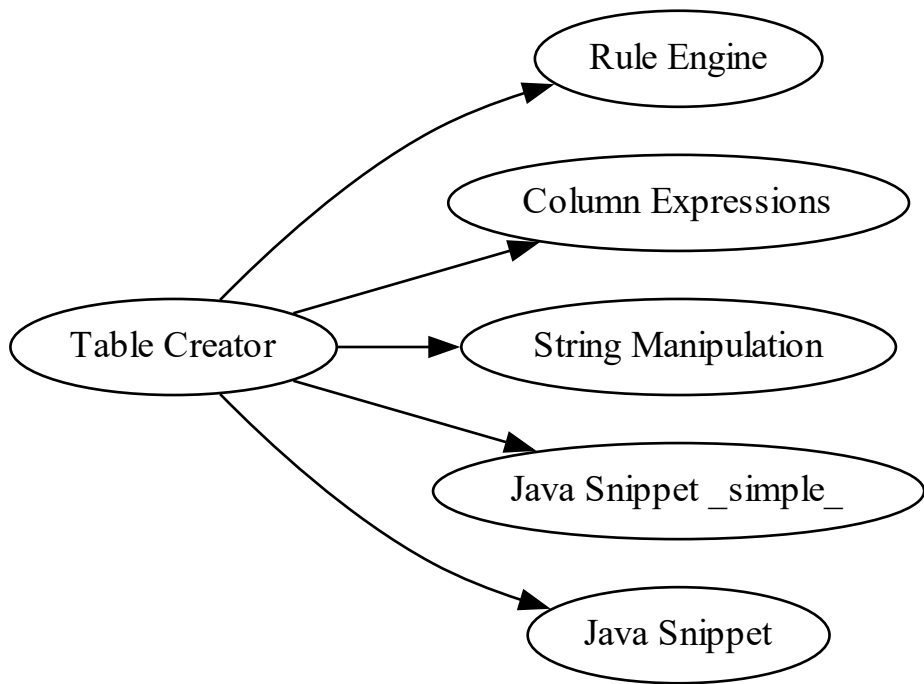 Rule Engine
Column Expressions
Table Creator
String Manipulation
Java Snippet _simple_
Java Snippet